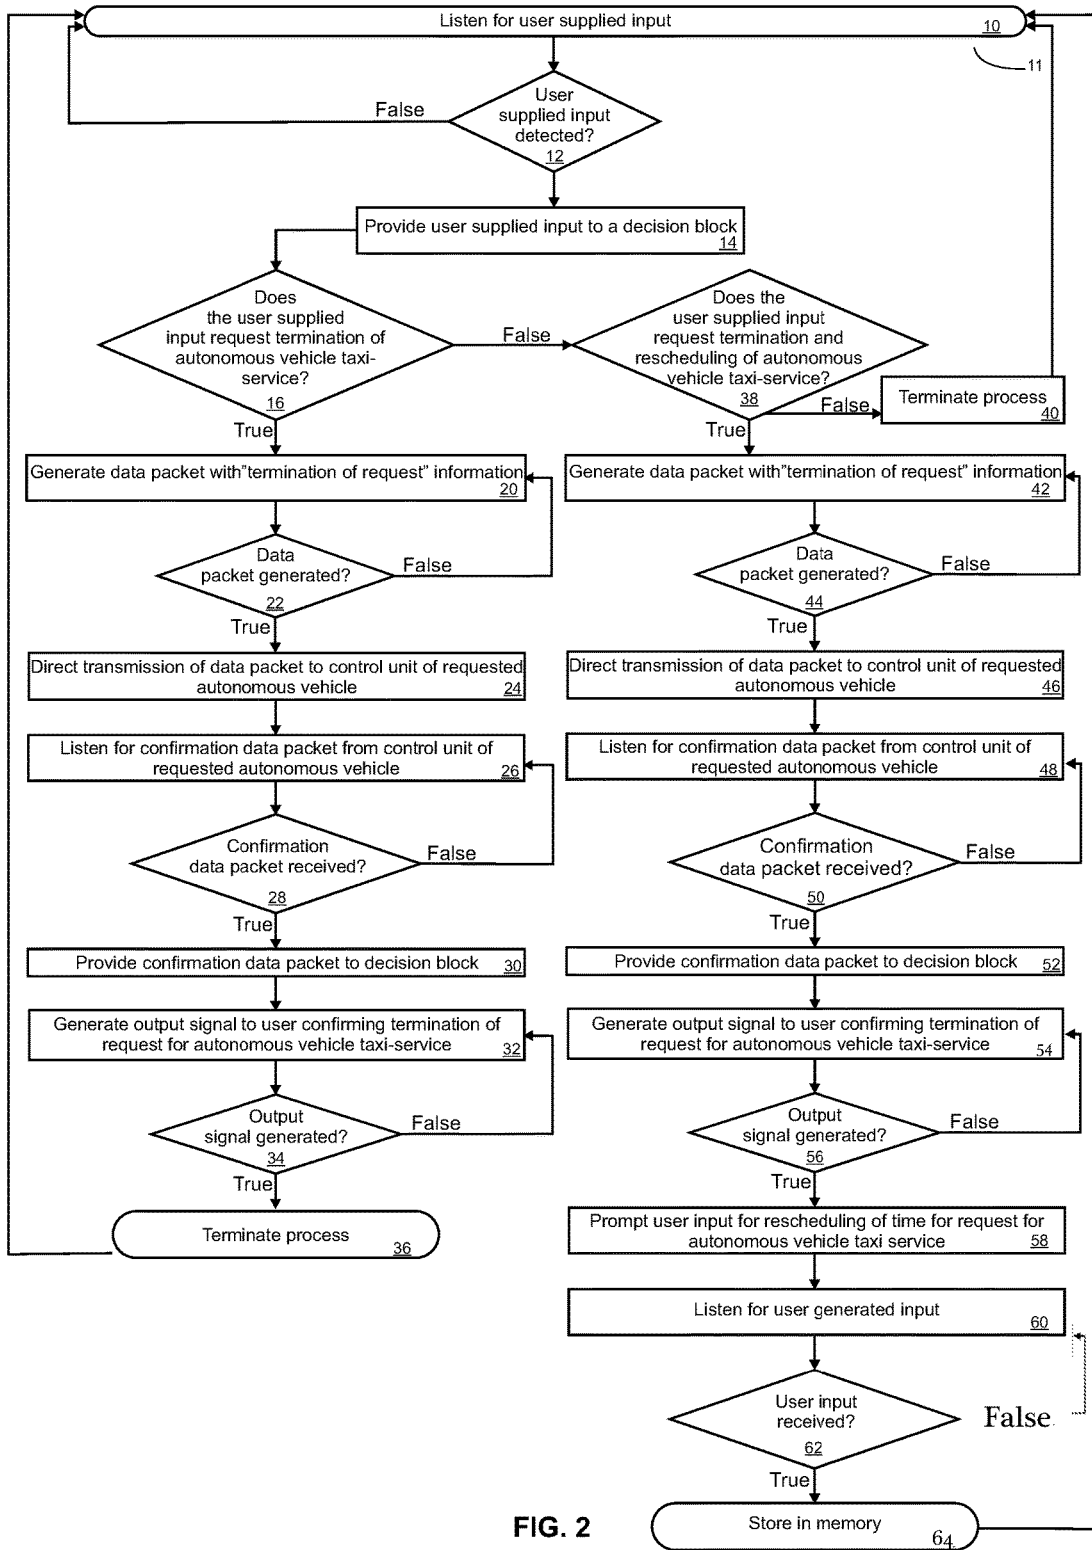 Listen for user supplied input
10
11
User
supplied input
detected?
12
False
Provide user supplied input to a decision block
14
Does
the user supplied
input request termination of
autonomous vehicle taxi-
service?
16
False
True
Does the
user supplied input
request termination and
rescheduling of autonomous
vehicle taxi-service?
38
False
True
Terminate process
40
Generate data packet with"termination of request" information
20
Data
packet generated?
22
False
True
Direct transmission of data packet to control unit of requested
autonomous vehicle
24
Listen for confirmation data packet from control unit of
requested autonomous vehicle
26
Confirmation
data packet received?
28
False
True
Provide confirmation data packet to decision block
30
Generate output signal to user confirming termination of
request for autonomous vehicle taxi-service
32
Output
signal generated?
34
False
True
Terminate process
36
Generate data packet with"termination of request" information
42
Data
packet generated?
44
False
True
Direct transmission of data packet to control unit of requested
autonomous vehicle
46
Listen for confirmation data packet from control unit of
requested autonomous vehicle
48
Confirmation
data packet received?
50
False
True
Provide confirmation data packet to decision block
52
Generate output signal to user confirming termination of
request for autonomous vehicle taxi-service
54
Output
signal generated?
56
False
True
Prompt user input for rescheduling of time for request for
autonomous vehicle taxi service
58
Listen for user generated input
60
User input
received?
62
False
True
Store in memory
64
FIG. 2